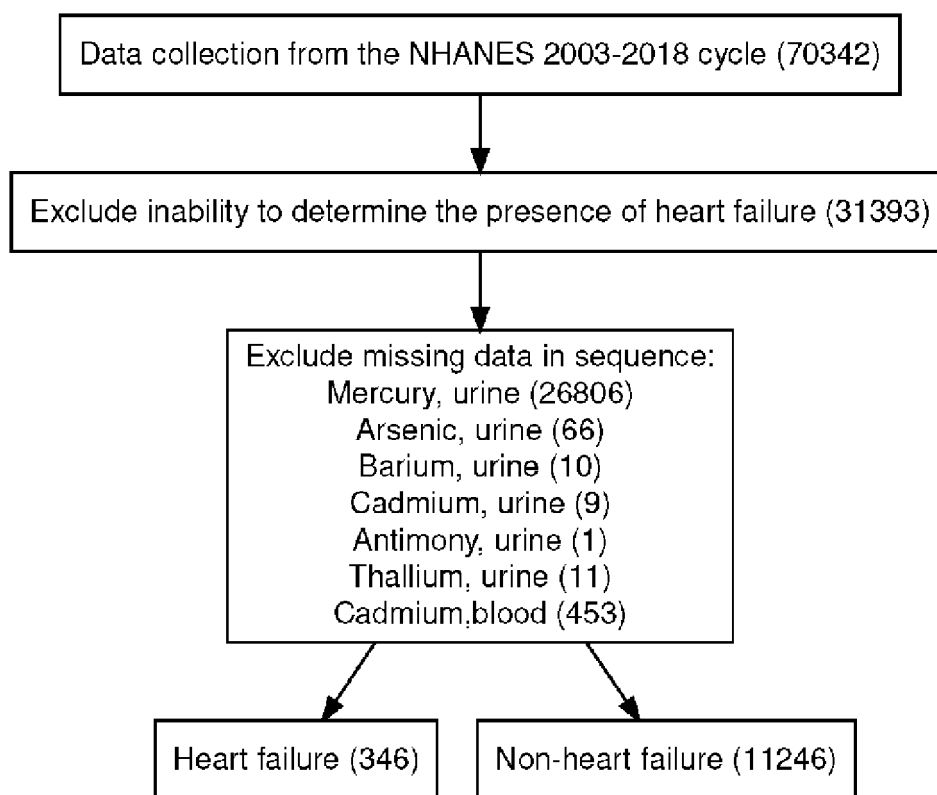 Data collection from the NHANES 2003-2018 cycle (70342)
Exclude inability to determine the presence of heart failure (31393)
Exclude missing data in sequence:
Mercury, urine (26806)
Arsenic, urine (66)
Barium, urine (10)
Cadmium, urine (9)
Antimony, urine (1)
Thallium, urine (11)
Cadmium,blood (453)
Heart failure (346)
Non-heart failure (11246)